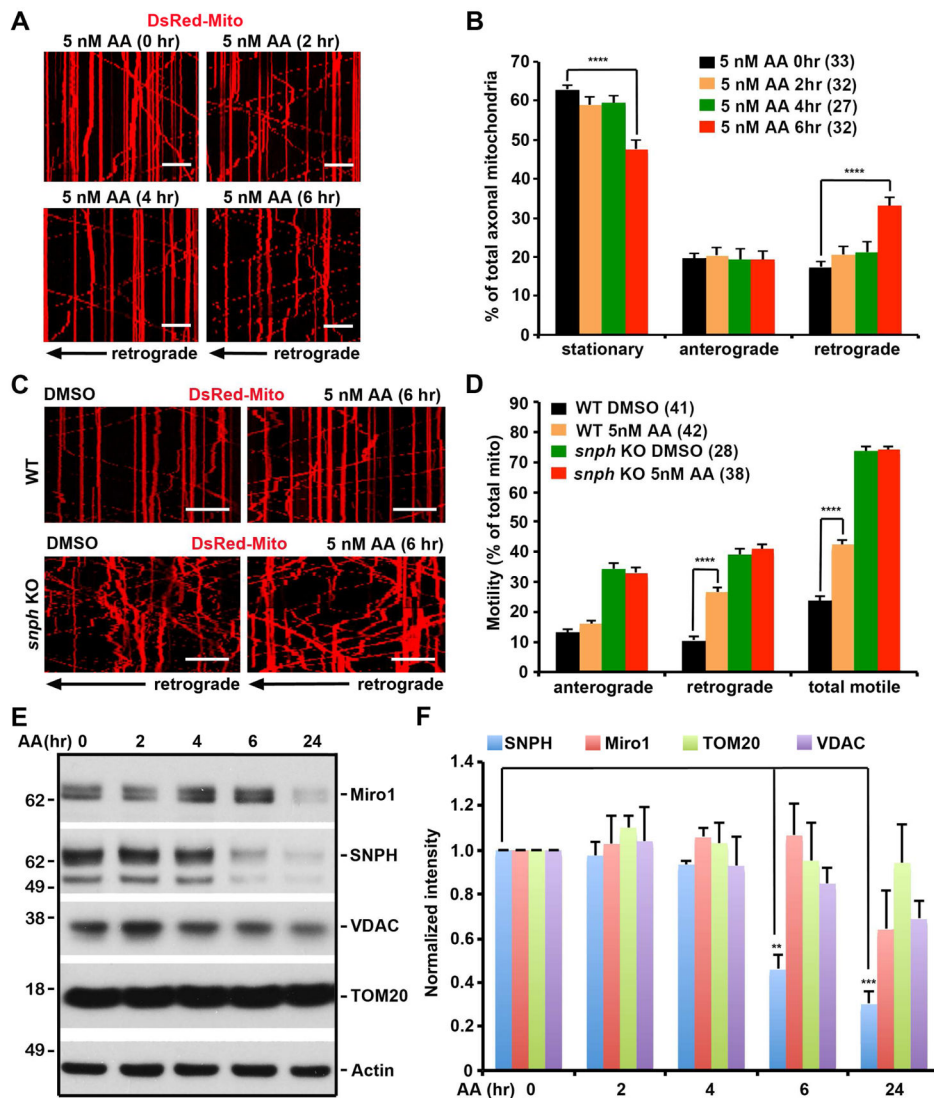 A
DsRed-Mito
5 nM AA (0 hr) 5 nM AA (2 hr)
5 nM AA (4 hr) 5 nM AA (6 hr)
retrograde retrograde
B
% of total axonal mitochondria
70
60
50
40
30
20
10
0
5 nM AA 0hr (33)
5 nM AA 2hr (32)
5 nM AA 4hr (27)
5 nM AA 6hr (32)
****
****
stationary anterograde retrograde
C
DMSO DsRed-Mito 5 nM AA (6 hr)
WT
DMSO DsRed-Mito 5 nM AA (6 hr)
snph KO
retrograde retrograde
D
Motility (% of total mito)
90
80
70
60
50
40
30
20
10
0
WT DMSO (41)
WT 5nM AA (42)
snph KO DMSO (28)
snph KO 5nM AA (38)
****
****
anterograde retrograde total motile
E
AA(hr) 0 2 4 6 24
62 Miro1
62 SNPH
49
38 VDAC
18 TOM20
49
Actin
F
SNPH Miro1 TOM20 VDAC
Normalized intensity
1.4
1.2
1.0
0.8
0.6
0.4
0.2
0
**
***
AA (hr) 0 2 4 6 24